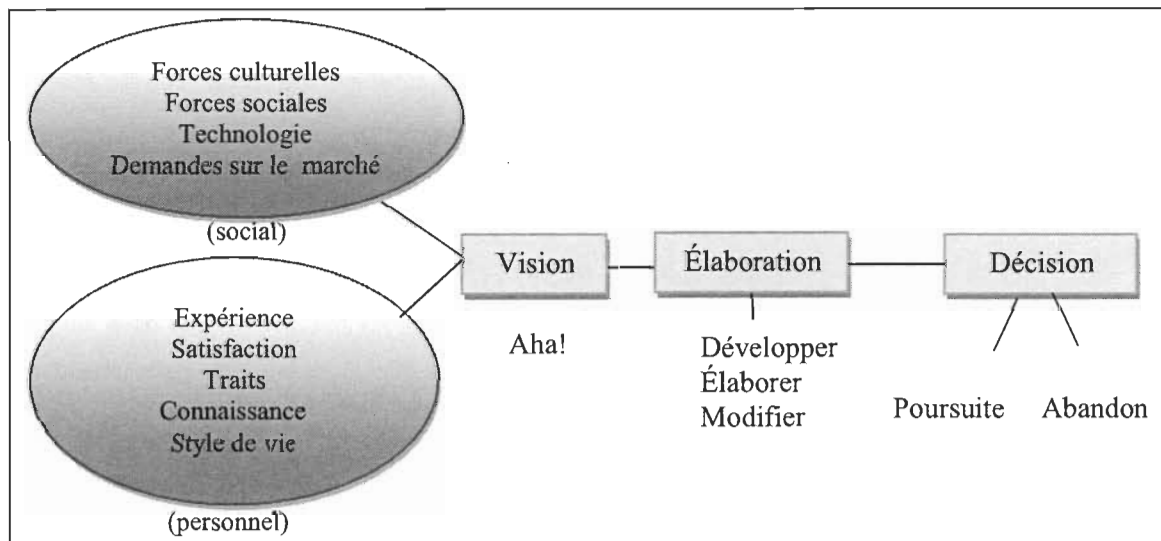 Forces culturelles
Forces sociales
Technologie
Demandes sur le marché
(social)
Expérience
Satisfaction
Traits
Connaissance
Style de vie
(personnel)
Vision
Aha!
Élaboration
Développer
Élaborer
Modifier
Décision
Poursuite
Abandon